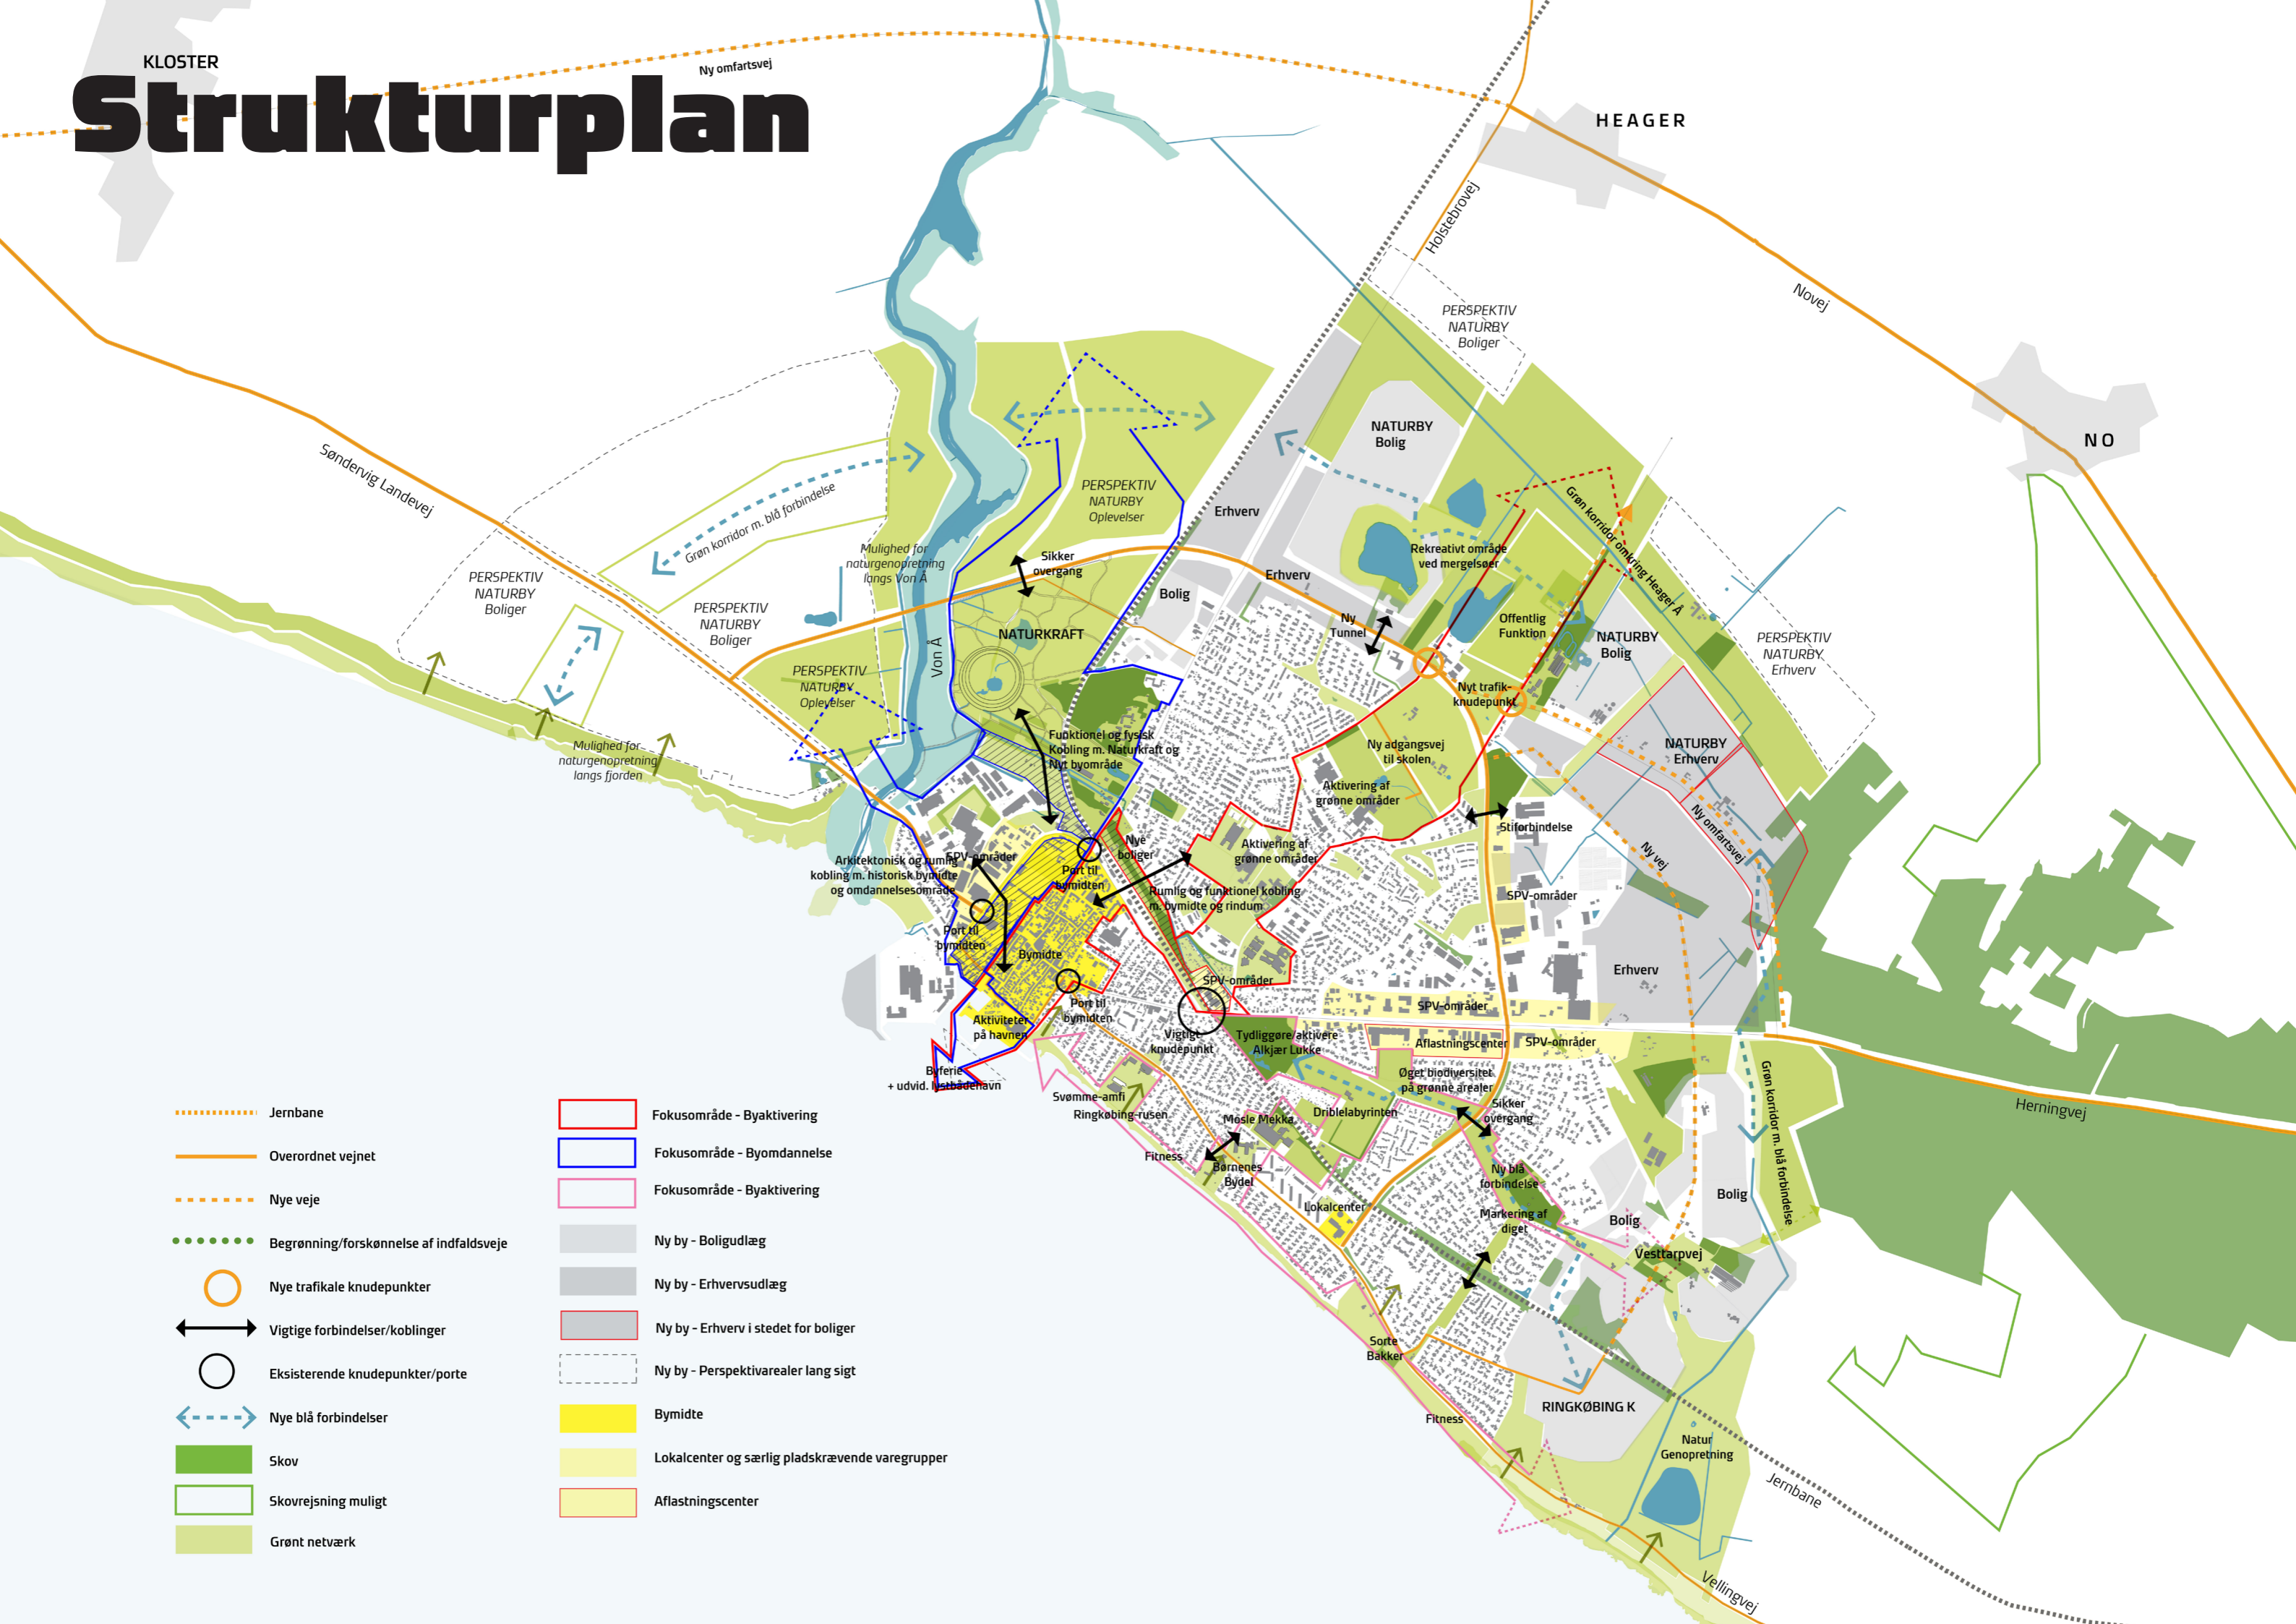 KLOSTER
Strukturplan
Ny omfartsvej
HEAGER
Holstebrovej
Novej
NO
PERSPEKTIV
NATURBY
Boliger
Søndervig Landevej
NATURBY
Bolig
Grøn korridor m. blå forbindelse
PERSPEKTIV
NATURBY
Oplevelser
Erhverv
Grøn korridor omkring Heager Å
Mulighed for
naturgenopretning
langs Von Å
Sikker
overgang
Rekreativt område
ved mergelsøer
PERSPEKTIV
NATURBY
Boliger
Erhverv
Bolig
PERSPEKTIV
NATURBY
Boliger
Von Å
NATURKRAFT
Ny
Tunnel
Offentlig
Funktion
NATURBY
Bolig
PERSPEKTIV
NATURBY
Erhverv
PERSPEKTIV
NATURBY
Oplevelser
Nyt trafik-
knudepunkt
Mulighed for
naturgenopretning
langs fjorden
Funktionel og fysisk
Kobling m. Naturkraft og
Nyt byområde
Ny adgangsvej
til skolen
NATURBY
Erhverv
Aktivering af
grønne områder
Ny omfartsvej
Stiforbindelse
Ny vej
Nye
boliger
Aktivering af
grønne områder
SPV-områder
Arkitektonisk og rumlig
kobling m. historisk bymidte
og omdannelsesområde
Port til
bymidten
Rumlig og funktionel kobling
m. bymidte og rindum
SPV-områder
Port til
bymidten
Bymidte
Erhverv
SPV-områder
Port til
bymidten
SPV-områder
Aktiviteter
på havnen
Vigtigt
knudepunkt
Tydliggøre/aktivere
Alkjær Lukke
Aflastningscenter
SPV-områder
Byferie
+ udvid. lystbådehavn
Øget biodiversitet
på grønne arealer
Grøn korridor m. blå forbindelse
Herningvej
Svømme-amfi
Ringkøbing-rusen
Mosle Mekka
Driblelabyrinten
Sikker
overgang
Fitness
Børnenes
Bydel
Ny blå
forbindelse
Bolig
Lokalcenter
Markering af
diget
Bolig
Vesttarpvej
Sorte
Bakker
RINGKØBING K
Fitness
Natur
Genopretning
Jernbane
Vellingvej
Jernbane
Overordnet vejnet
Nye veje
Begrønning/forskønnelse af indfaldsveje
Nye trafikale knudepunkter
Vigtige forbindelser/koblinger
Eksisterende knudepunkter/porte
Nye blå forbindelser
Skov
Skovrejsning muligt
Grønt netværk
Fokusområde - Byaktivering
Fokusområde - Byomdannelse
Fokusområde - Byaktivering
Ny by - Boligudlæg
Ny by - Erhvervsudlæg
Ny by - Erhverv i stedet for boliger
Ny by - Perspektivarealer lang sigt
Bymidte
Lokalcenter og særlig pladskrævende varegrupper
Aflastningscenter